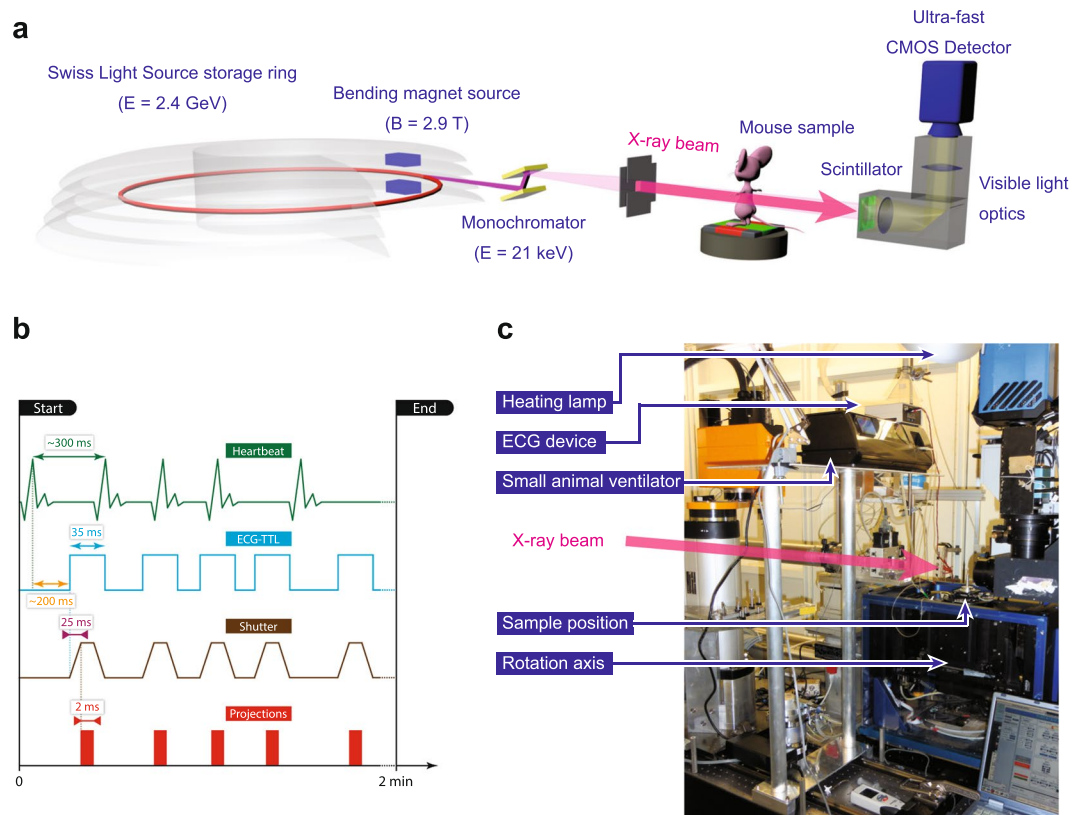 a
Swiss Light Source storage ring
(E = 2.4 GeV)
Bending magnet source
(B = 2.9 T)
Monochromator
(E = 21 keV)
X-ray beam
Mouse sample
Scintillator
Ultra-fast
CMOS Detector
Visible light
optics
b
Start
End
~300 ms
Heartbeat
35 ms
ECG-TTL
~200 ms
25 ms
Shutter
2 ms
Projections
0
2 min
c
Heating lamp
ECG device
Small animal ventilator
X-ray beam
Sample position
Rotation axis